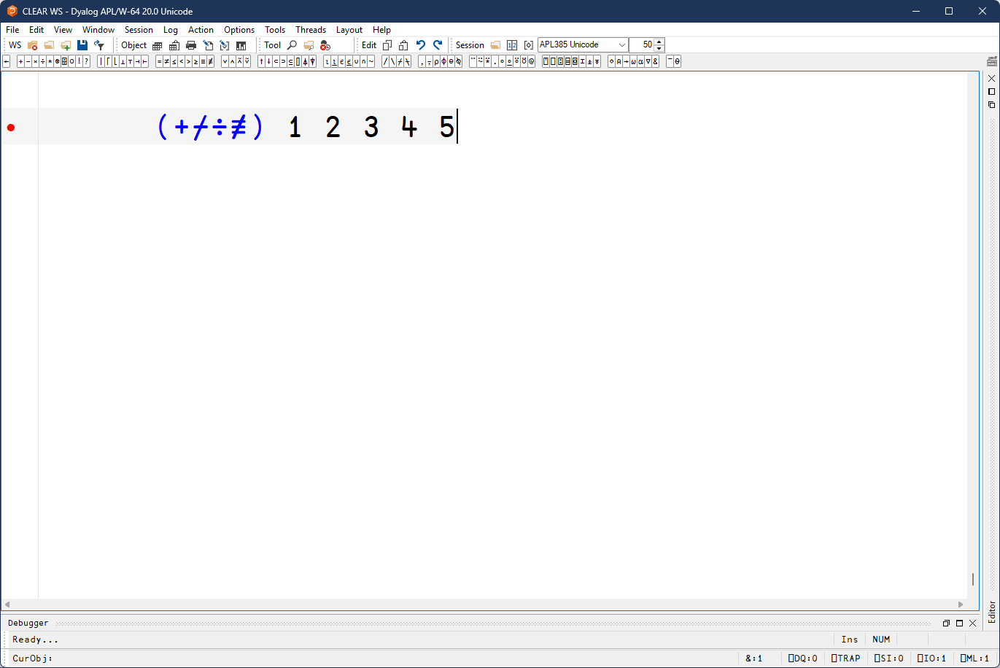 CLEAR WS - Dyalog APL/W-64 20.0 Unicode
File Edit View Window Session Log Action Options Tools Threads Layout Help
WS Object Tool Edit Session APL385 Unicode 50
← +-×÷*⍟⌹○!? |⌈⌊⊥⊤⊣⊢ =≠≤<>≥≡≢ ∨∧⍲⍱ ↑↓⊂⊃⊆⌷⍋⍒ ⍳⍸∊⍷∪∩~ /\⌿⍀ ,⍪⍴⌽⊖⍉ ¨⍨⍣.∘⍤⍥@ ⍞⎕⍠⌸⌺⌶⍎⍕ ⋄⍝→⍵⍺∇& ¯⍬
(+⌿÷≢) 1 2 3 4 5
Editor
Debugger
Ready... Ins NUM
CurObj: &:1 ⎕DQ:0 ⎕TRAP ⎕SI:0 ⎕IO:1 ⎕ML:1